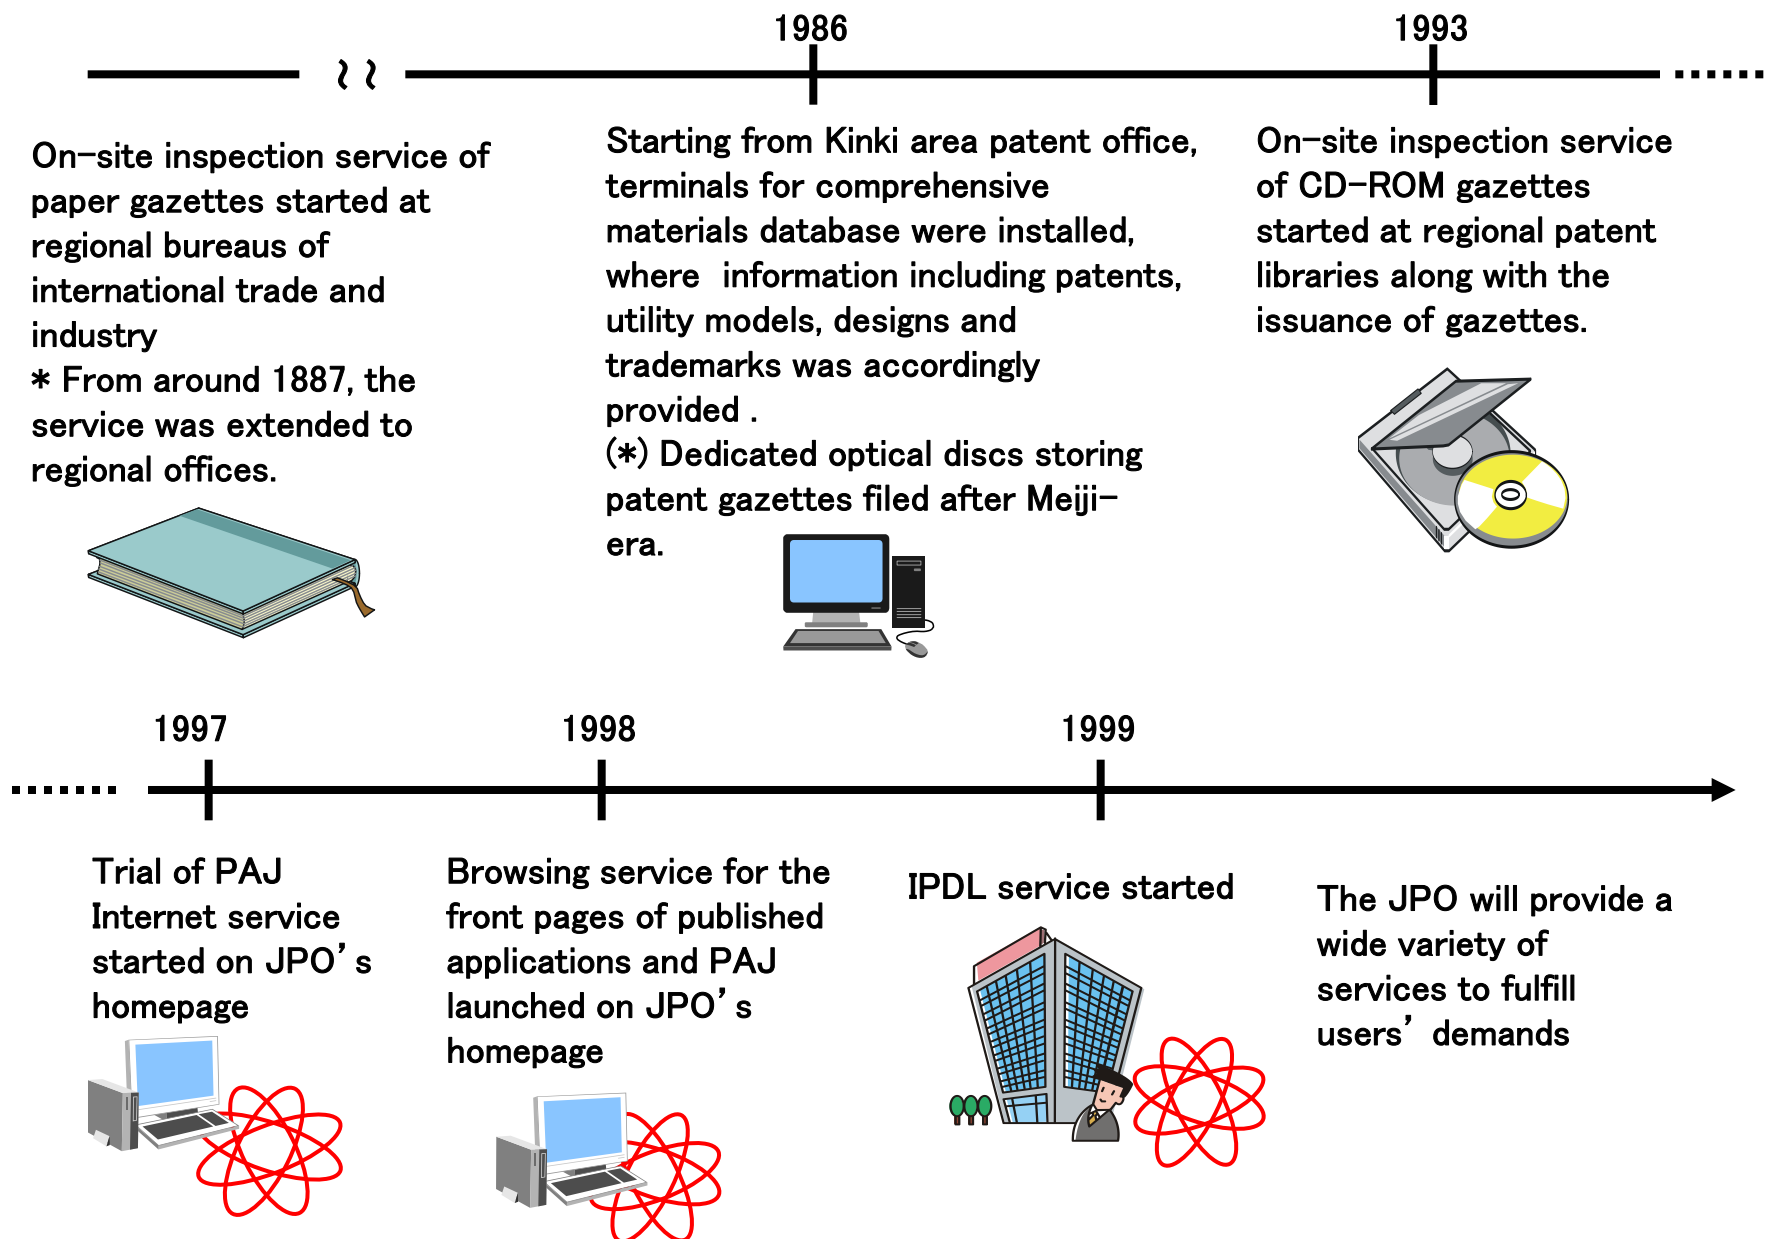 1986
1993
On-site inspection service of
paper gazettes started at
regional bureaus of
international trade and
industry
* From around 1887, the
service was extended to
regional offices.
Starting from Kinki area patent office,
terminals for comprehensive
materials database were installed,
where information including patents,
utility models, designs and
trademarks was accordingly
provided .
(*) Dedicated optical discs storing
patent gazettes filed after Meiji-
era.
On-site inspection service
of CD-ROM gazettes
started at regional patent
libraries along with the
issuance of gazettes.
1997
1998
1999
Trial of PAJ
Internet service
started on JPO’s
homepage
Browsing service for the
front pages of published
applications and PAJ
launched on JPO’s
homepage
IPDL service started
The JPO will provide a
wide variety of
services to fulfill
users’ demands